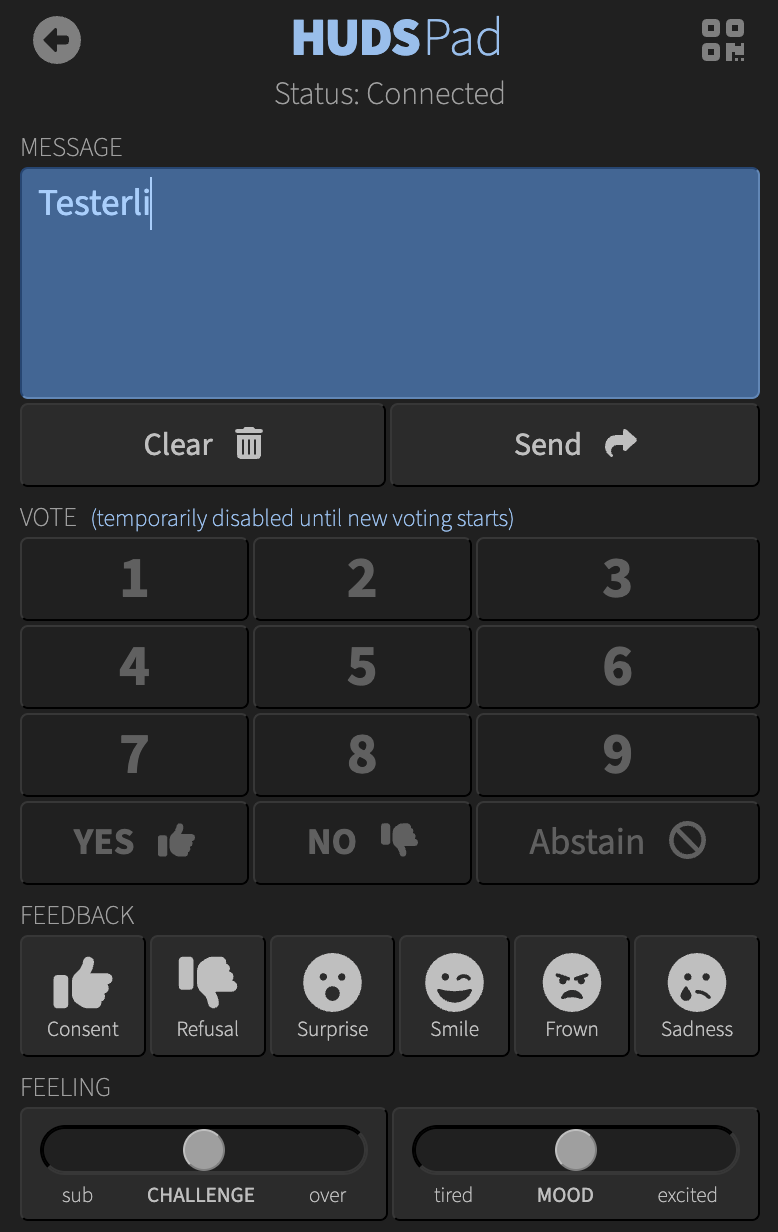 HUDSPad
Status: Connected
MESSAGE
Testerli
Clear Send
VOTE (temporarily disabled until new voting starts)
1 2 3
4 5 6
7 8 9
YES NO Abstain
FEEDBACK
Consent Refusal Surprise Smile Frown Sadness
FEELING
sub CHALLENGE over tired MOOD excited